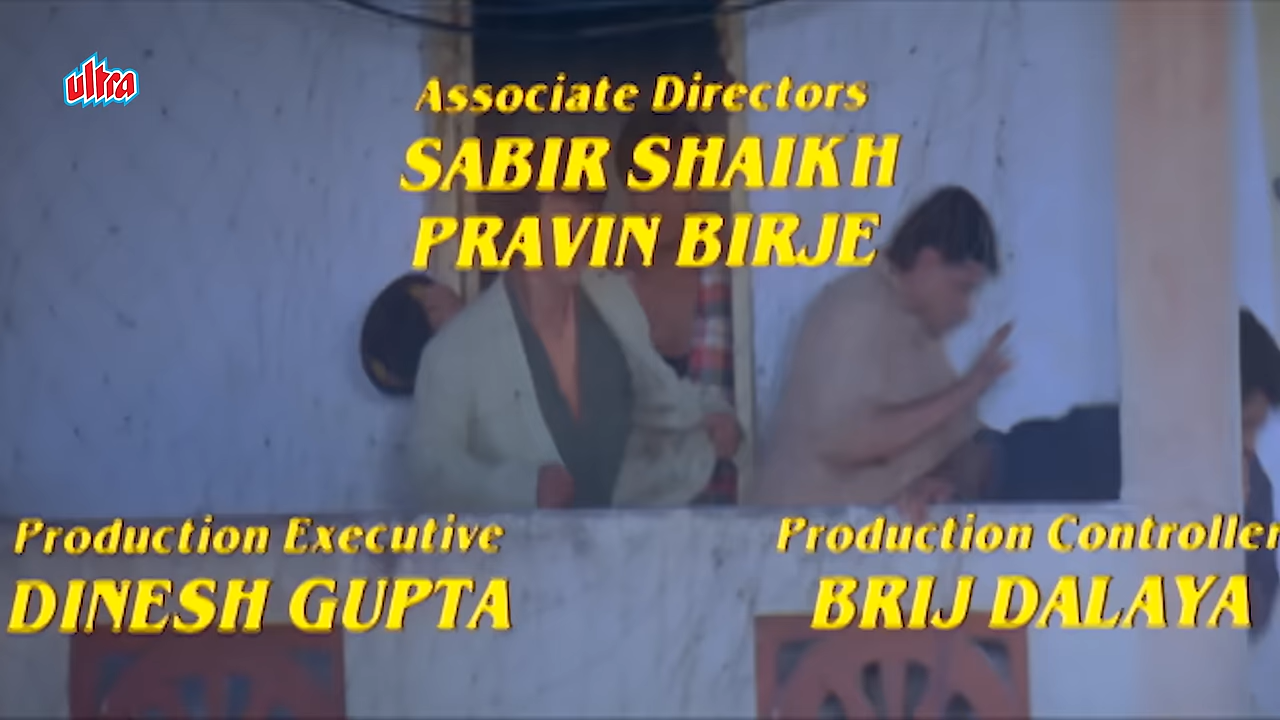 ultra
Associate Directors
SABIR SHAIKH
PRAVIN BIRJE
Production Executive
DINESH GUPTA
Production Controller
BRIJ DALAYA